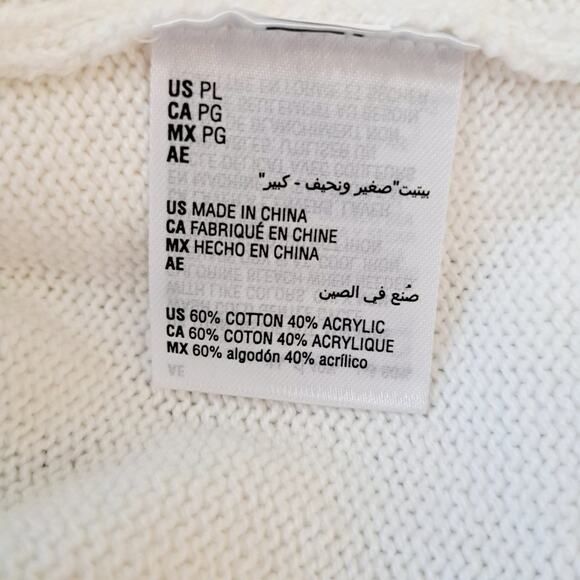 US PL
CA PG
MX PG
AE
بيتيت"صغير ونحيف - كبير"
US MADE IN CHINA
CA FABRIQUÉ EN CHINE
MX HECHO EN CHINA
AE
صُنع في الصين
US 60% COTTON 40% ACRYLIC
CA 60% COTON 40% ACRYLIQUE
MX 60% algodón 40% acrílico
AE